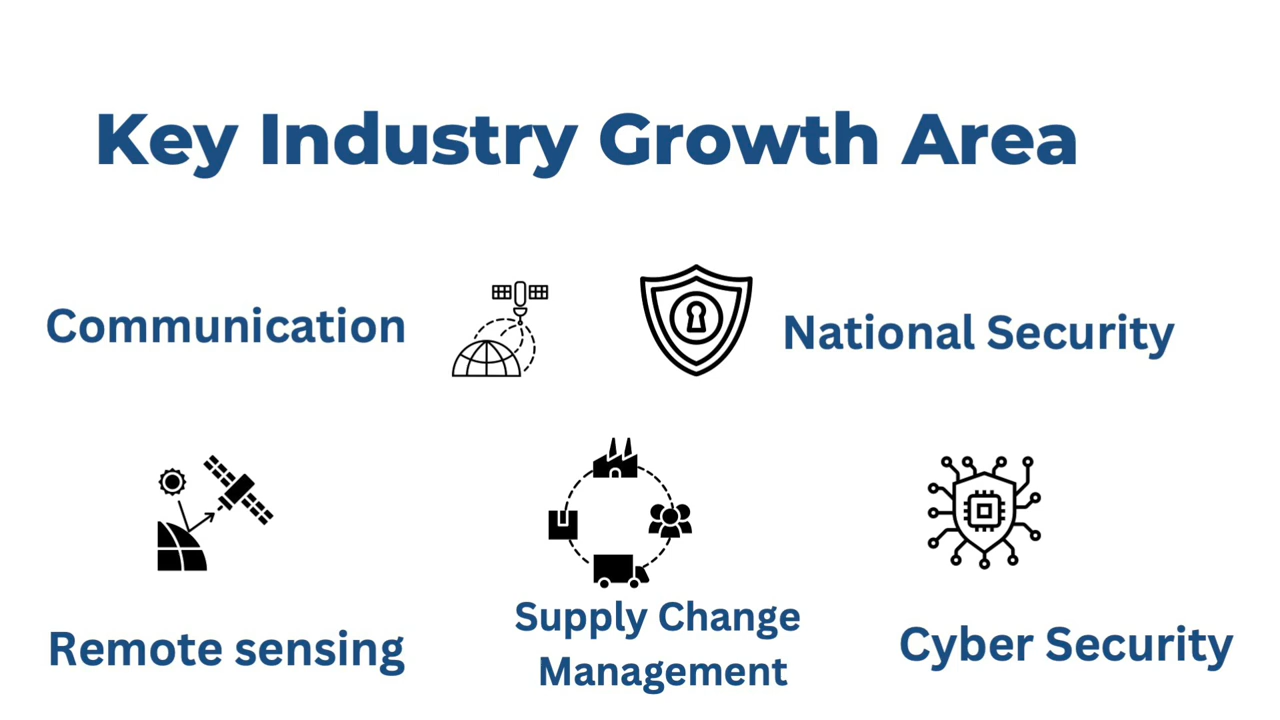 Key Industry Growth Area
Communication
National Security
Remote sensing
Supply Change
Management
Cyber Security